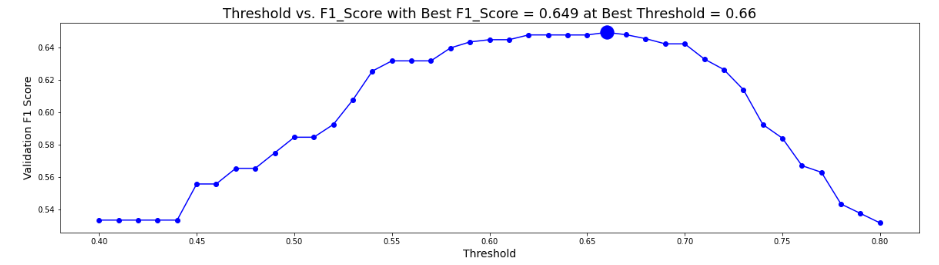 Threshold vs. F1_Score with Best F1_Score = 0.649 at Best Threshold = 0.66
Validation F1 Score
0.64
0.62
0.60
0.58
0.56
0.54
0.40 0.45 0.50 0.55 0.60 0.65 0.70 0.75 0.80
Threshold